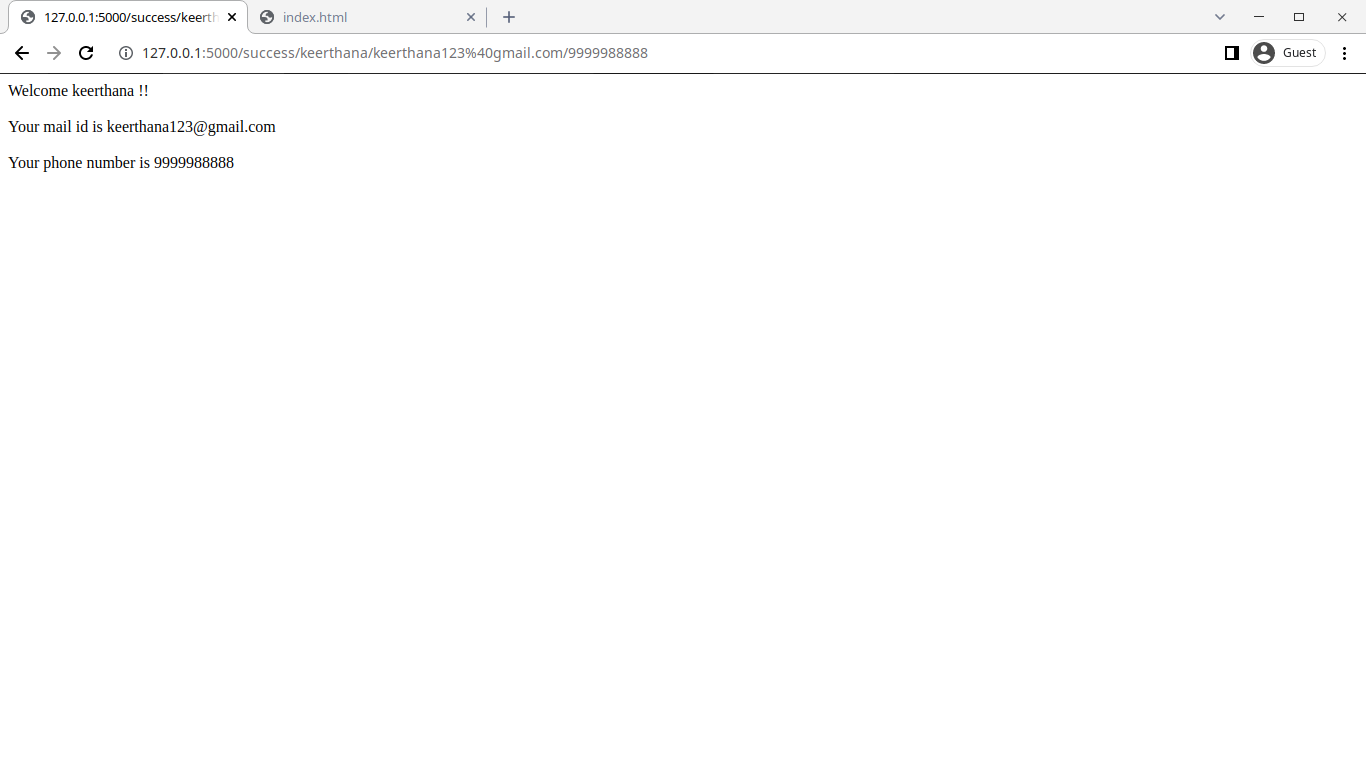 127.0.0.1:5000/success/keerth
index.html
127.0.0.1:5000/success/keerthana/keerthana123%40gmail.com/9999988888
Guest
Welcome keerthana !!
Your mail id is keerthana123@gmail.com
Your phone number is 9999988888